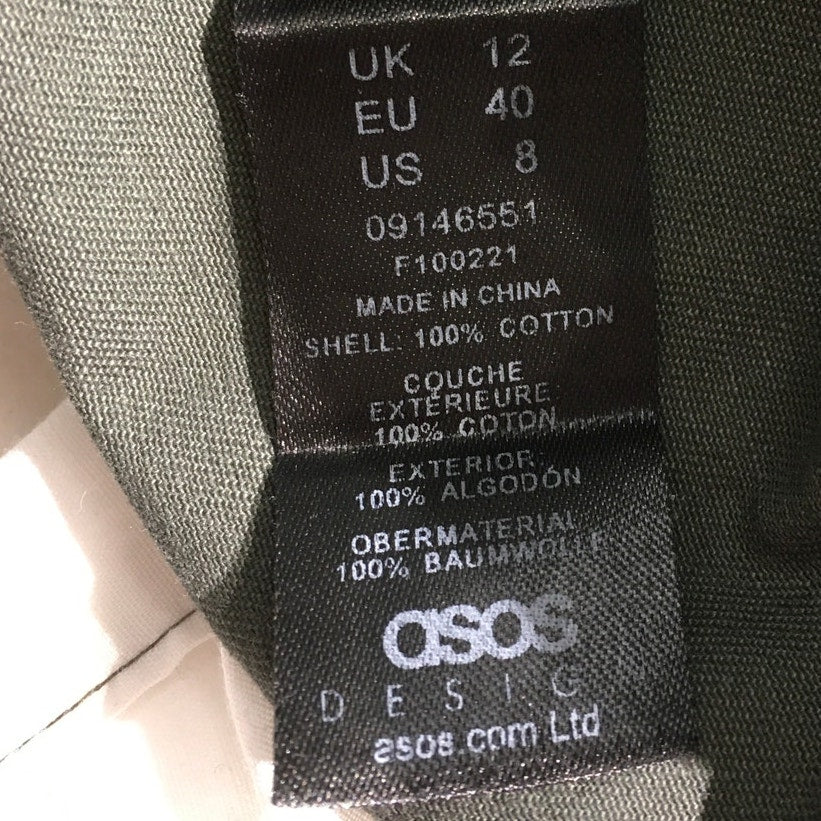 UK 12
EU 40
US 8
09146551
F100221
MADE IN CHINA
SHELL: 100% COTTON
COUCHE
EXTÉRIEURE
100% COTON
EXTERIOR
100% ALGODÓN
OBERMATERIAL
100% BAUMWOLLE
asos
DESIGN
asos.com Ltd